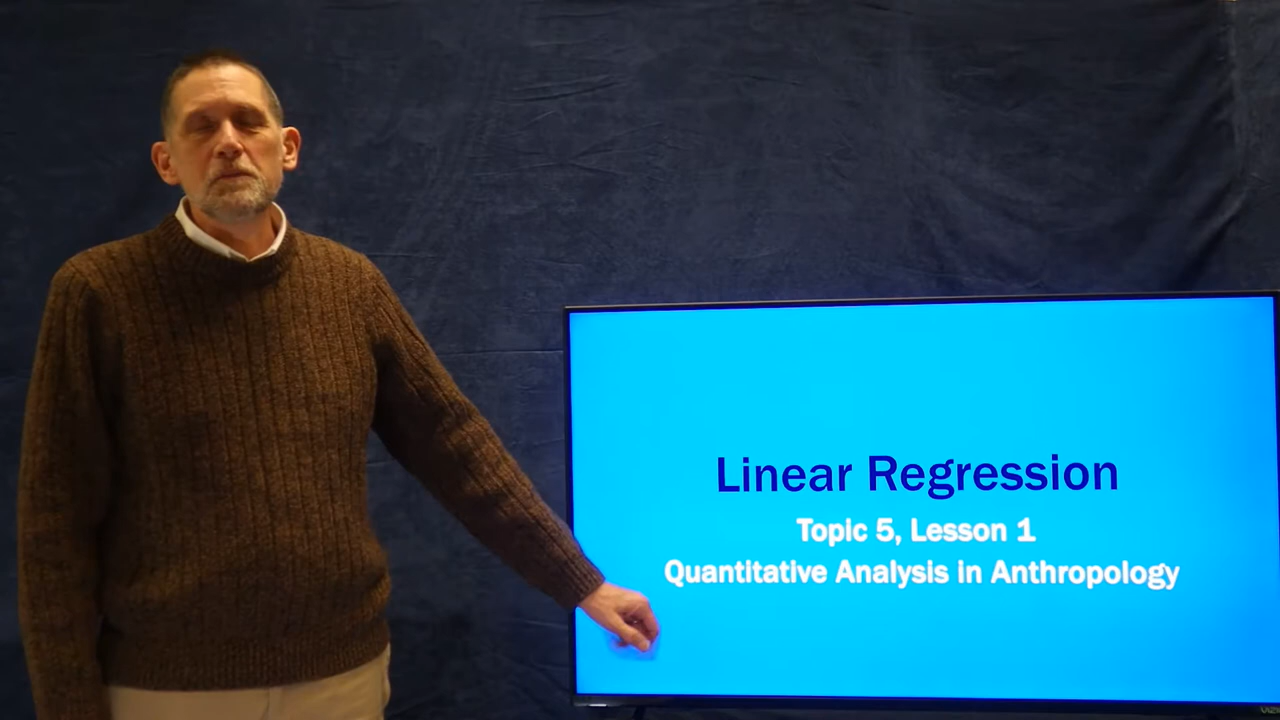 Linear Regression
Topic 5, Lesson 1
Quantitative Analysis in Anthropology